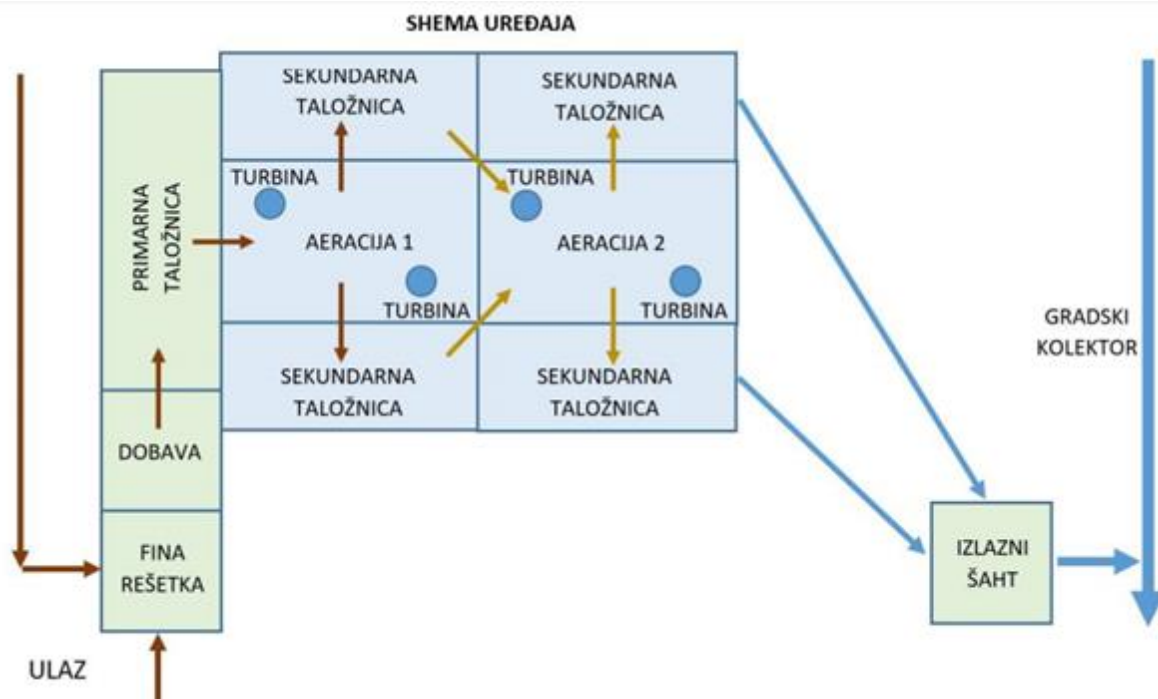 SHEMA UREĐAJA
SEKUNDARNA
TALOŽNICA
SEKUNDARNA
TALOŽNICA
PRIMARNA
TALOŽNICA
TURBINA
AERACIJA 1
TURBINA
TURBINA
AERACIJA 2
TURBINA
SEKUNDARNA
TALOŽNICA
SEKUNDARNA
TALOŽNICA
GRADSKI
KOLEKTOR
DOBAVA
FINA
REŠETKA
IZLAZNI
ŠAHT
ULAZ